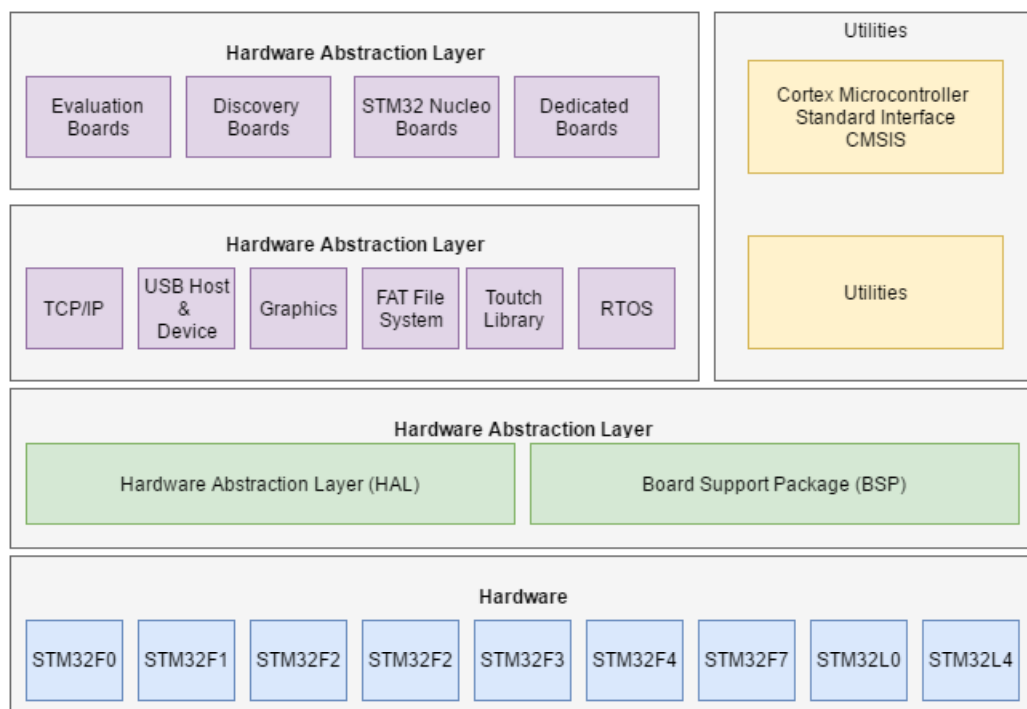 Hardware Abstraction Layer
Evaluation
Boards
Discovery
Boards
STM32 Nucleo
Boards
Dedicated
Boards
Utilities
Cortex Microcontroller
Standard Interface
CMSIS
Utilities
Hardware Abstraction Layer
TCP/IP
USB Host
&
Device
Graphics
FAT File
System
Toutch
Library
RTOS
Hardware Abstraction Layer
Hardware Abstraction Layer (HAL)
Board Support Package (BSP)
Hardware
STM32F0
STM32F1
STM32F2
STM32F2
STM32F3
STM32F4
STM32F7
STM32L0
STM32L4